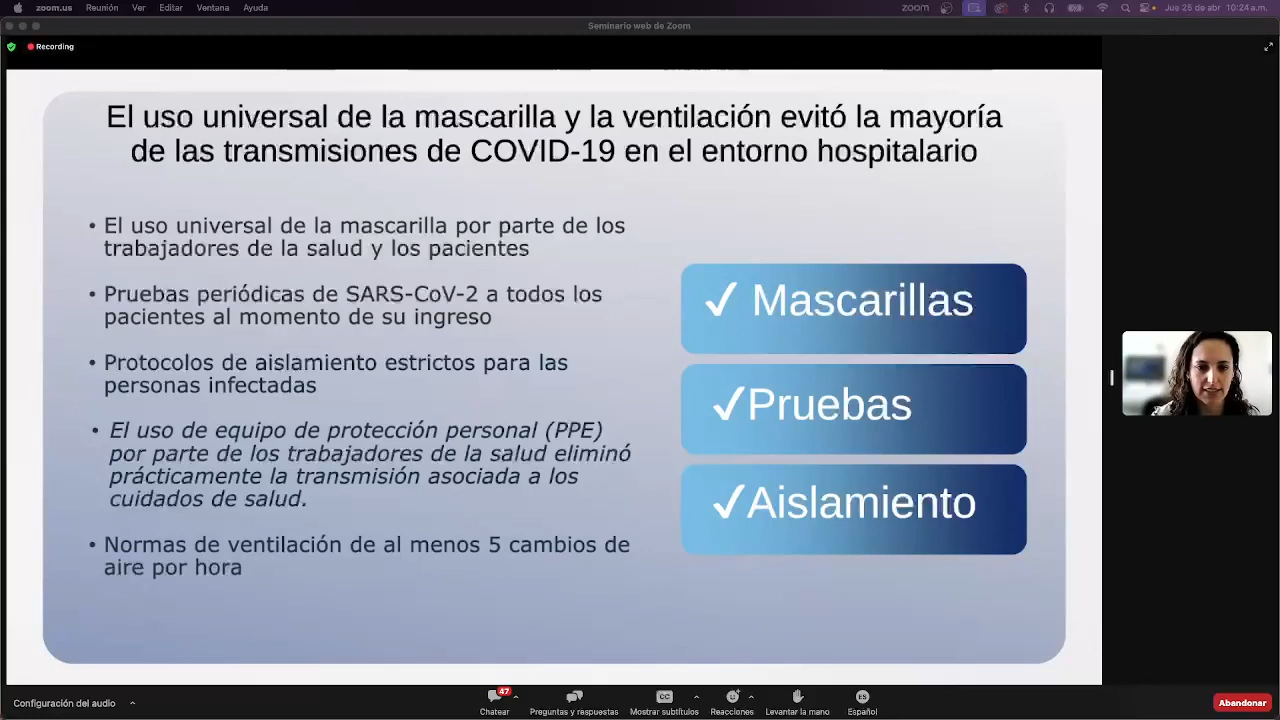 zoom.us Reunión Ver Editar Ventana Ayuda
zoom
Jue 25 de abr 10:24 a.m.
Seminario web de Zoom
Recording
El uso universal de la mascarilla y la ventilación evitó la mayoría
de las transmisiones de COVID-19 en el entorno hospitalario
• El uso universal de la mascarilla por parte de los
trabajadores de la salud y los pacientes
• Pruebas periódicas de SARS-CoV-2 a todos los
pacientes al momento de su ingreso
• Protocolos de aislamiento estrictos para las
personas infectadas
• El uso de equipo de protección personal (PPE)
por parte de los trabajadores de la salud eliminó
prácticamente la transmisión asociada a los
cuidados de salud.
• Normas de ventilación de al menos 5 cambios de
aire por hora
✓ Mascarillas
✓Pruebas
✓Aislamiento
Configuración del audio
47
Chatear
Preguntas y respuestas
CC
Mostrar subtítulos
Reacciones
Levantar la mano
ES
Español
Abandonar